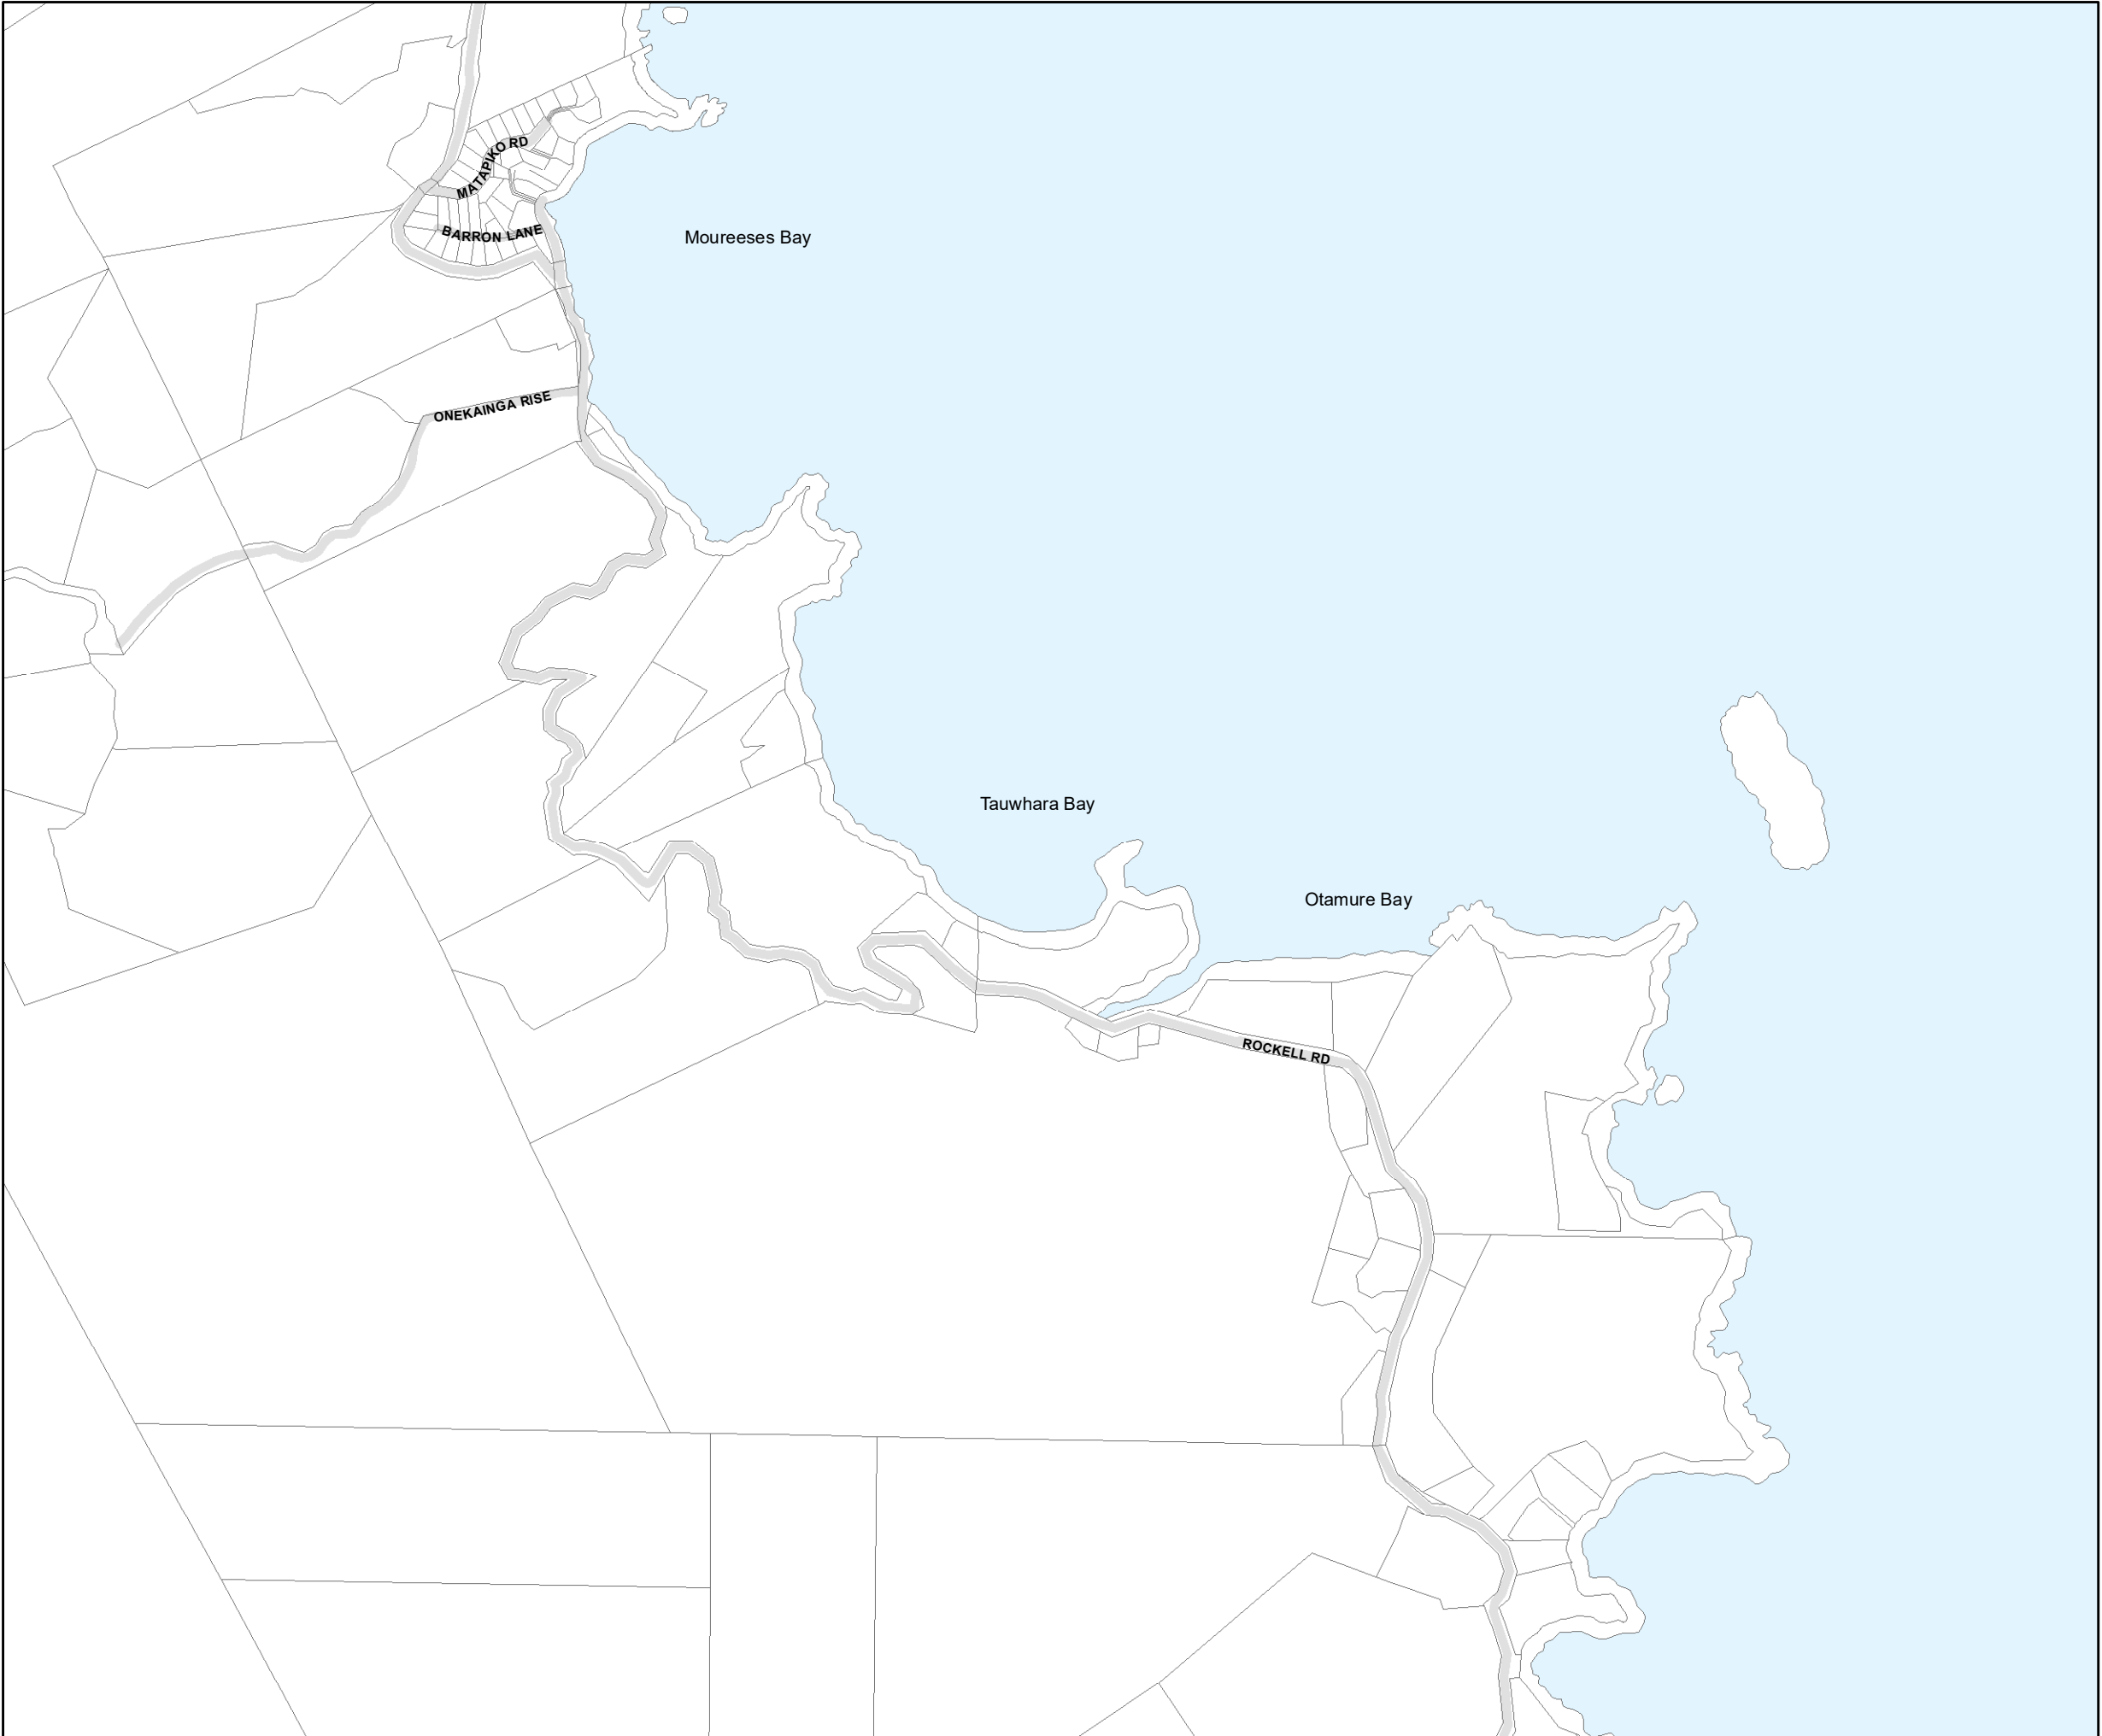 MATAPIKO RD
BARRON LANE
Moureeses Bay
ONEKAINGA RISE
Tauwhara Bay
Otamure Bay
ROCKELL RD